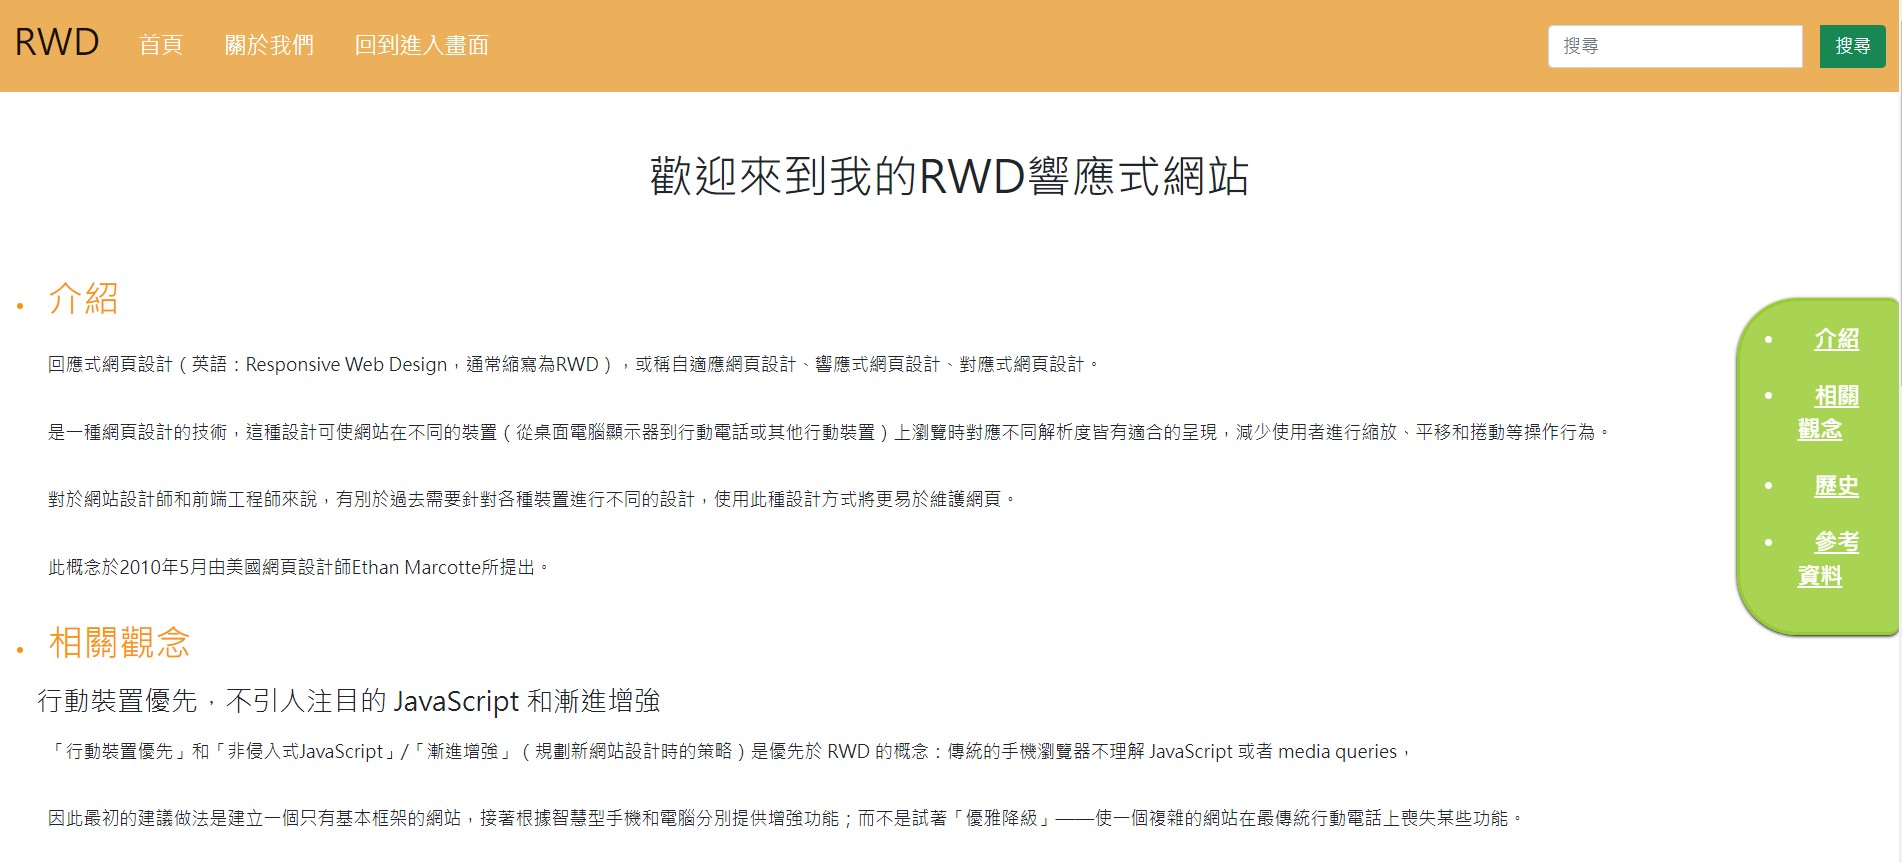 RWD 首頁 關於我們 回到進入畫面 搜尋 搜尋
歡迎來到我的RWD響應式網站
介紹
回應式網頁設計（英語：Responsive Web Design，通常縮寫為RWD），或稱自適應網頁設計、響應式網頁設計、對應式網頁設計。
是一種網頁設計的技術，這種設計可使網站在不同的裝置（從桌面電腦顯示器到行動電話或其他行動裝置）上瀏覽時對應不同解析度皆有適合的呈現，減少使用者進行縮放、平移和捲動等操作行為。
對於網站設計師和前端工程師來說，有別於過去需要針對各種裝置進行不同的設計，使用此種設計方式將更易於維護網頁。
此概念於2010年5月由美國網頁設計師Ethan Marcotte所提出。
相關觀念
行動裝置優先，不引人注目的 JavaScript 和漸進增強
「行動裝置優先」和「非侵入式JavaScript」/「漸進增強」（規劃新網站設計時的策略）是優先於 RWD 的概念：傳統的手機瀏覽器不理解 JavaScript 或者 media queries，
因此最初的建議做法是建立一個只有基本框架的網站，接著根據智慧型手機和電腦分別提供增強功能；而不是試著「優雅降級」——使一個複雜的網站在最傳統行動電話上喪失某些功能。
介紹
相關
觀念
歷史
參考
資料